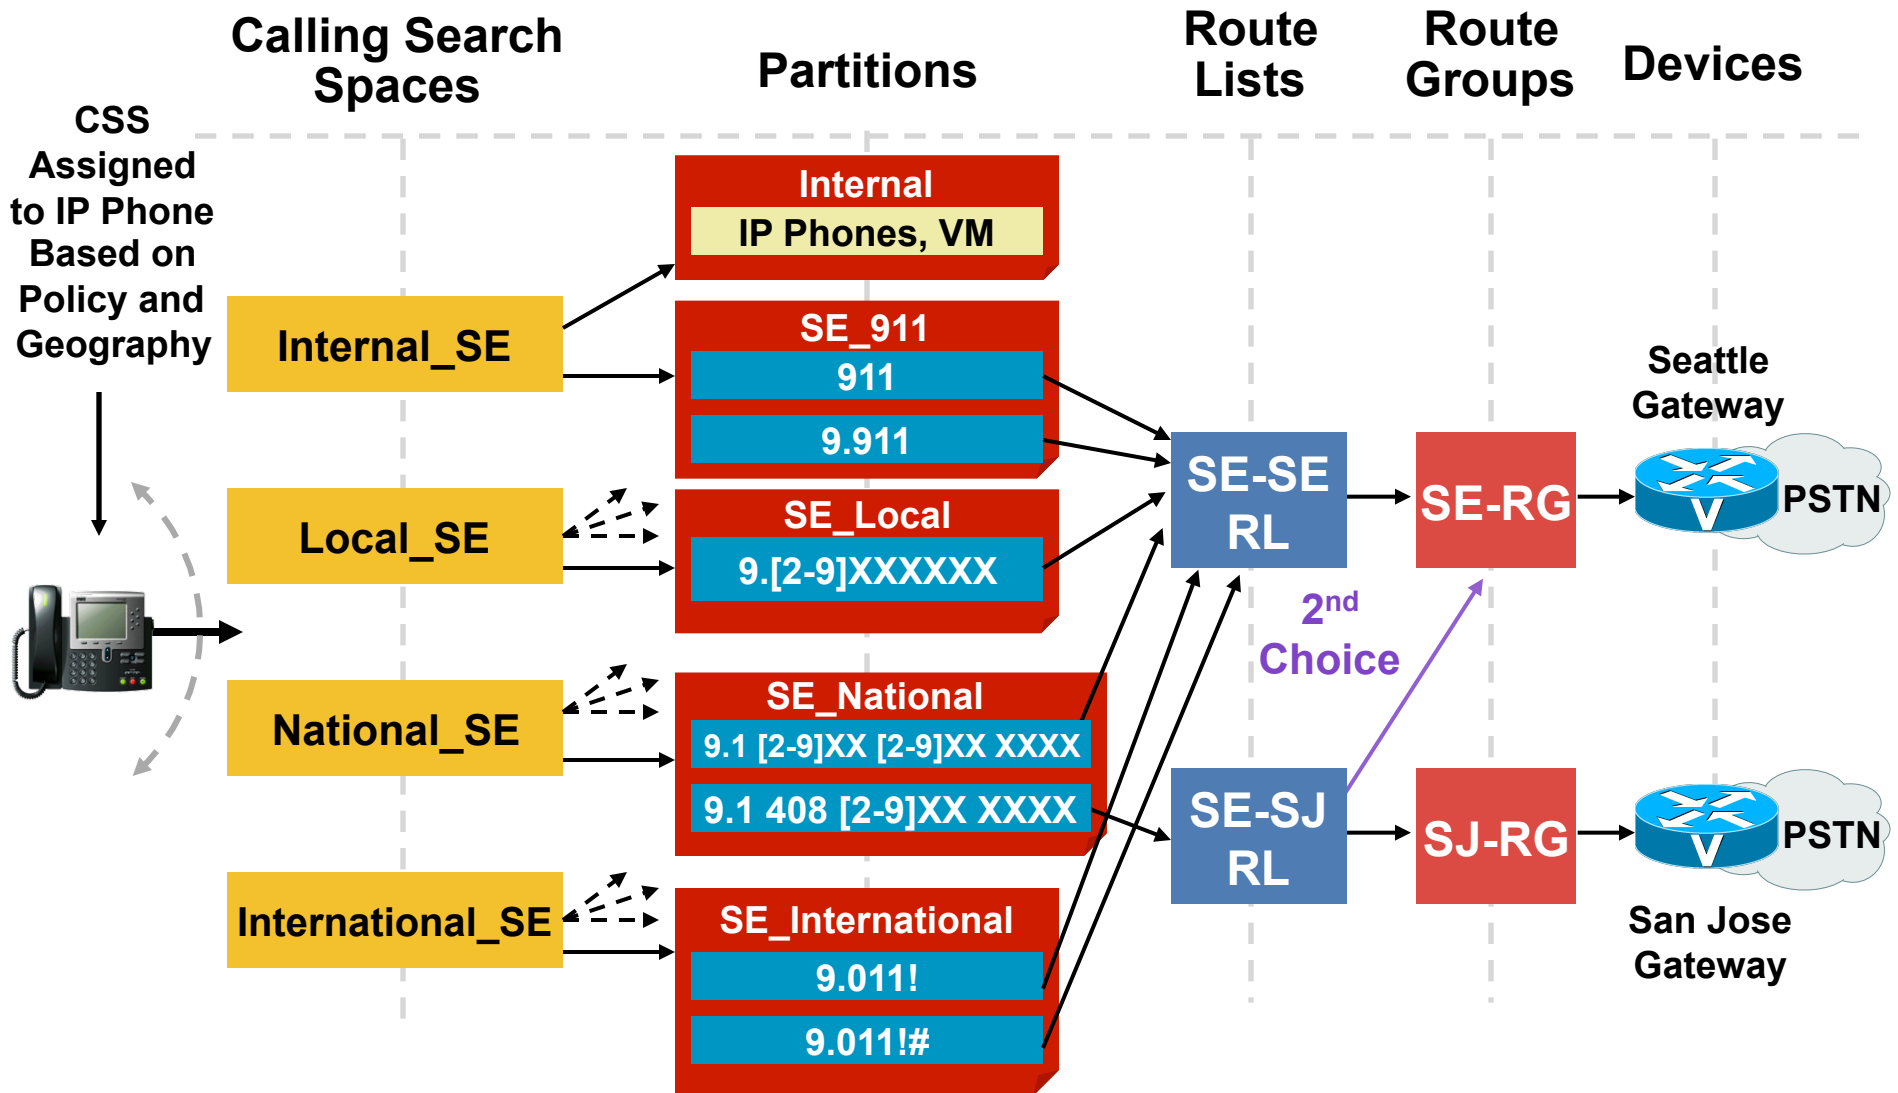 Calling Search
Spaces
Partitions
Route
Lists
Route
Groups
Devices
CSS
Assigned
to IP Phone
Based on
Policy and
Geography
Internal_SE
Local_SE
National_SE
International_SE
Internal
IP Phones, VM
SE_911
911
9.911
SE_Local
9.[2-9]XXXXXX
SE_National
9.1 [2-9]XX [2-9]XX XXXX
9.1 408 [2-9]XX XXXX
SE_International
9.011!
9.011!#
SE-SE
RL
2nd
Choice
SE-SJ
RL
SE-RG
SJ-RG
Seattle
Gateway
V
PSTN
V
PSTN
San Jose
Gateway